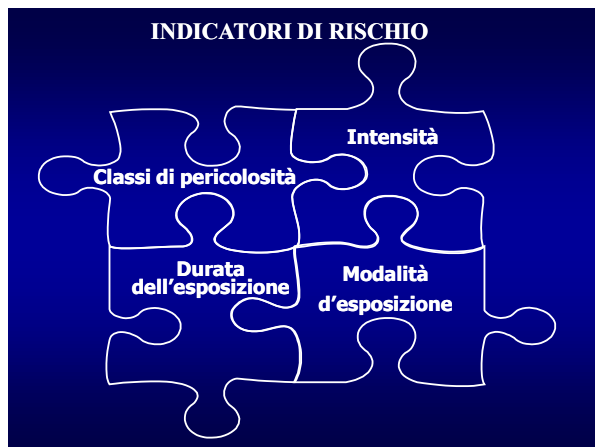 INDICATORI DI RISCHIO
Intensità
Classi di pericolosità
Durata
dell'esposizione
Modalità
d'esposizione